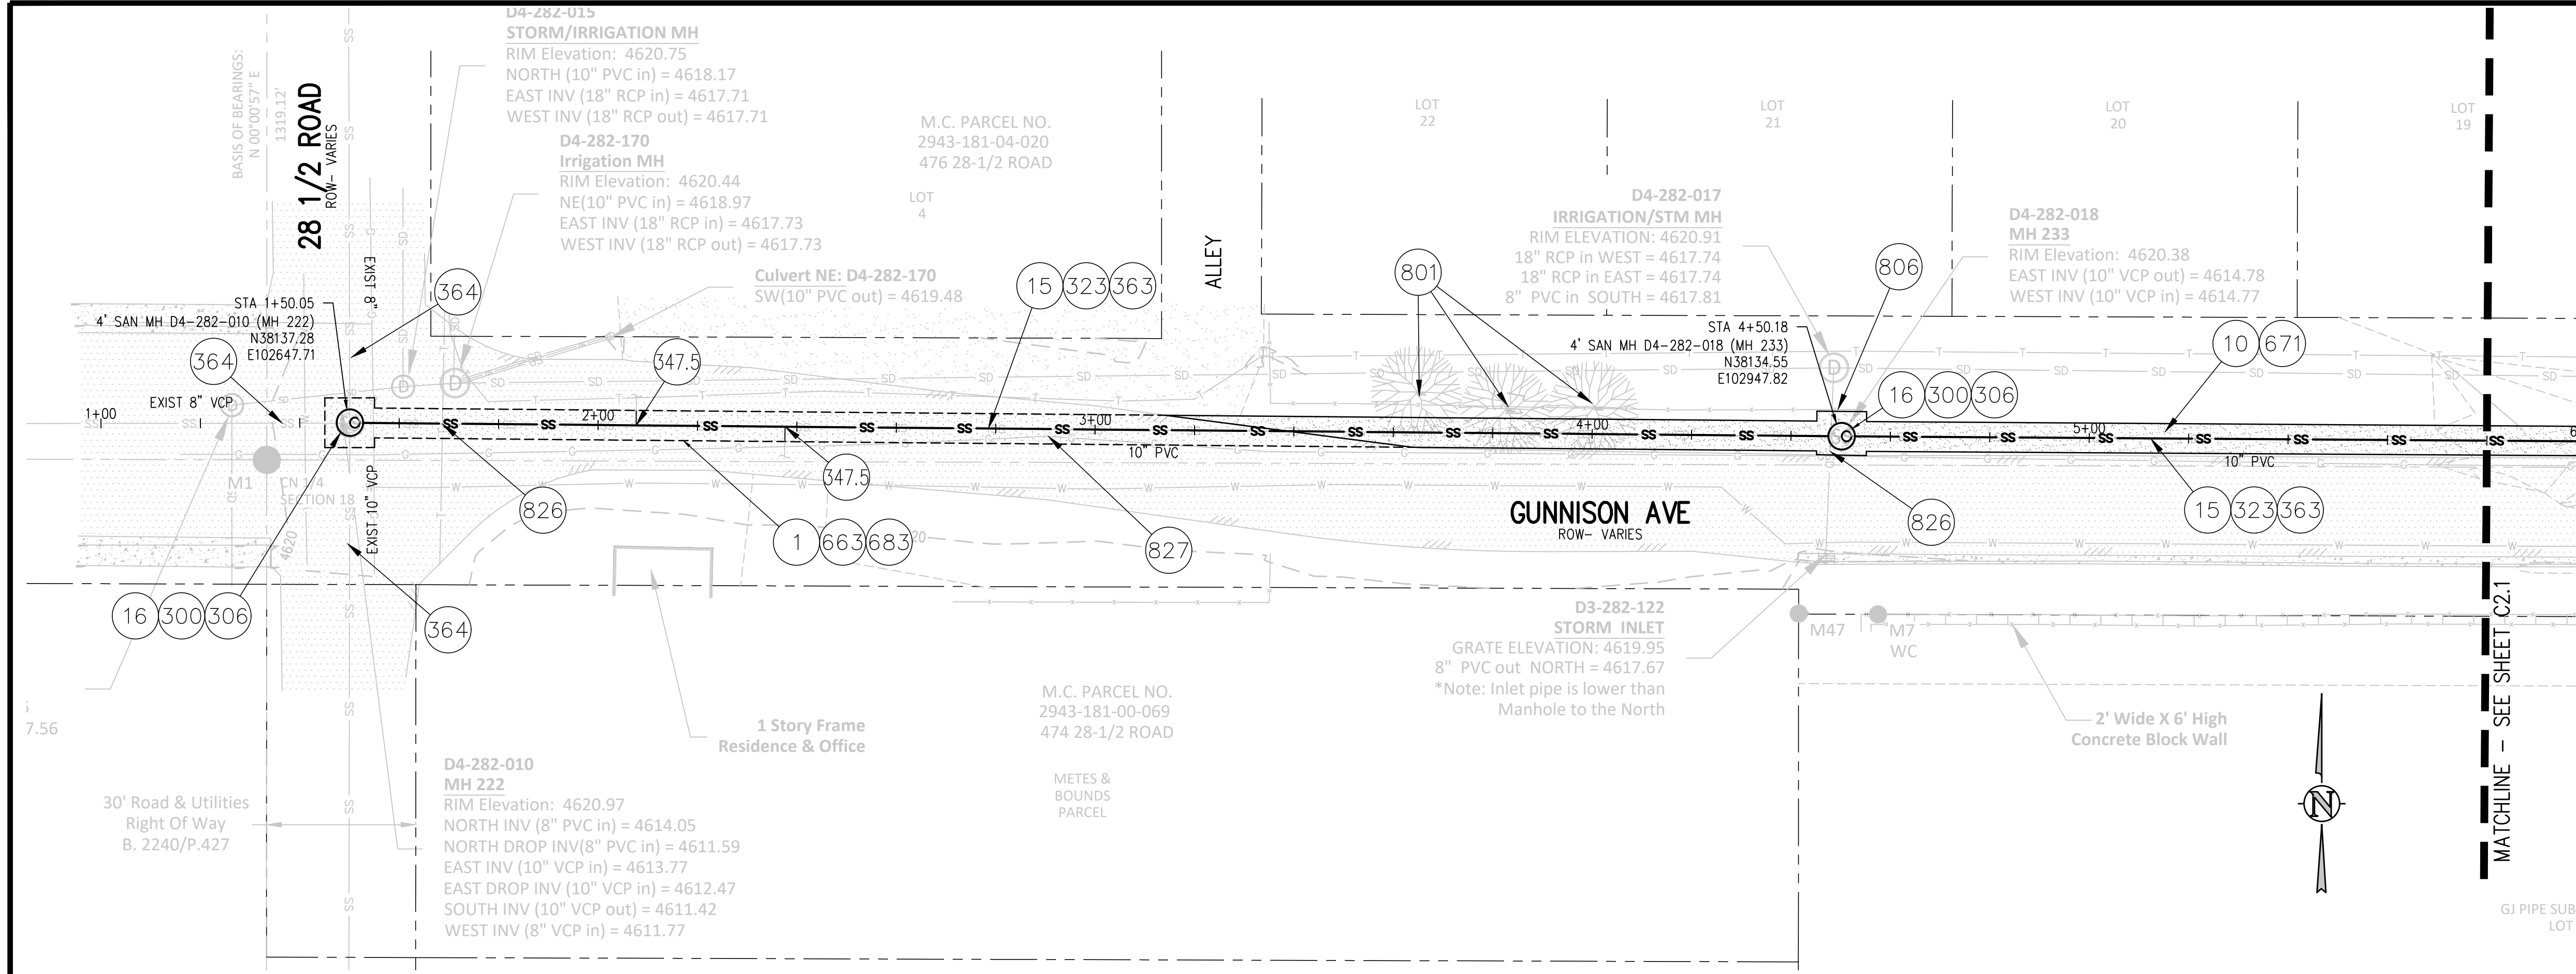 D4-282-015
STORM/IRRIGATION MH
RIM Elevation: 4620.75
NORTH (10" PVC in) = 4618.17
EAST INV (18" RCP in) = 4617.71
WEST INV (18" RCP out) = 4617.71
D4-282-170
Irrigation MH
RIM Elevation: 4620.44
NE(10" PVC in) = 4618.97
EAST INV (18" RCP in) = 4617.73
WEST INV (18" RCP out) = 4617.73
Culvert NE: D4-282-170
SW(10" PVC out) = 4619.48
BASIS OF BEARINGS:
N 00°00'57" E
1319.12'
28 1/2 ROAD
ROW- VARIES
M.C. PARCEL NO.
2943-181-04-020
476 28-1/2 ROAD
LOT
4
ALLEY
LOT
22
LOT
21
LOT
20
LOT
19
D4-282-017
IRRIGATION/STM MH
RIM ELEVATION: 4620.91
18" RCP in WEST = 4617.74
18" RCP in EAST = 4617.74
8" PVC in SOUTH = 4617.81
D4-282-018
MH 233
RIM Elevation: 4620.38
EAST INV (10" VCP out) = 4614.78
WEST INV (10" VCP in) = 4614.77
STA 1+50.05
4' SAN MH D4-282-010 (MH 222)
N38137.28
E102647.71
EXIST 8"
364
364
EXIST 8" VCP
1+00
347.5
15 323 363
801
STA 4+50.18
4' SAN MH D4-282-018 (MH 233)
N38134.55
E102947.82
806
16 300 306
10 671
2+00
3+00
4+00
5+00
6
10" PVC
10" PVC
M1
CN 1/4
SECTION 18
EXIST 10" VCP
4620
826
347.5
1 663 683
20
827
GUNNISON AVE
ROW- VARIES
826
15 323 363
16 300 306
364
7.56
1 Story Frame
Residence & Office
M.C. PARCEL NO.
2943-181-00-069
474 28-1/2 ROAD
METES &
BOUNDS
PARCEL
D3-282-122
STORM INLET
GRATE ELEVATION: 4619.95
8" PVC out NORTH = 4617.67
*Note: Inlet pipe is lower than
Manhole to the North
M47
M7
WC
2' Wide X 6' High
Concrete Block Wall
N
MATCHLINE - SEE SHEET C2.1
30' Road & Utilities
Right Of Way
B. 2240/P.427
D4-282-010
MH 222
RIM Elevation: 4620.97
NORTH INV (8" PVC in) = 4614.05
NORTH DROP INV(8" PVC in) = 4611.59
EAST INV (10" VCP in) = 4613.77
EAST DROP INV (10" VCP in) = 4612.47
SOUTH INV (10" VCP out) = 4611.42
WEST INV (8" VCP in) = 4611.77
GJ PIPE SUB
LOT